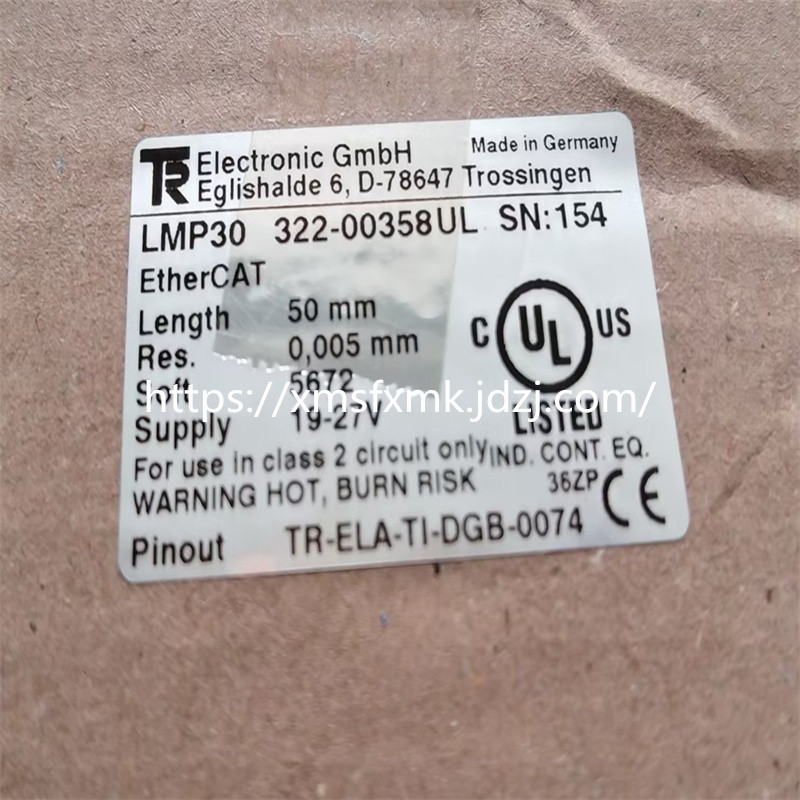 TR Electronic GmbH Made in Germany
Eglishalde 6, D-78647 Trossingen
LMP30 322-00358UL SN:154
EtherCAT
Length 50 mm
Res. 0,005 mm
Soft. 5672
https://xmsfxmk.jdzj.com/
Supply 19-27V
C UL US
LISTED
For use in class 2 circuit only IND. CONT. EQ.
WARNING HOT, BURN RISK 36ZP CE
Pinout TR-ELA-TI-DGB-0074